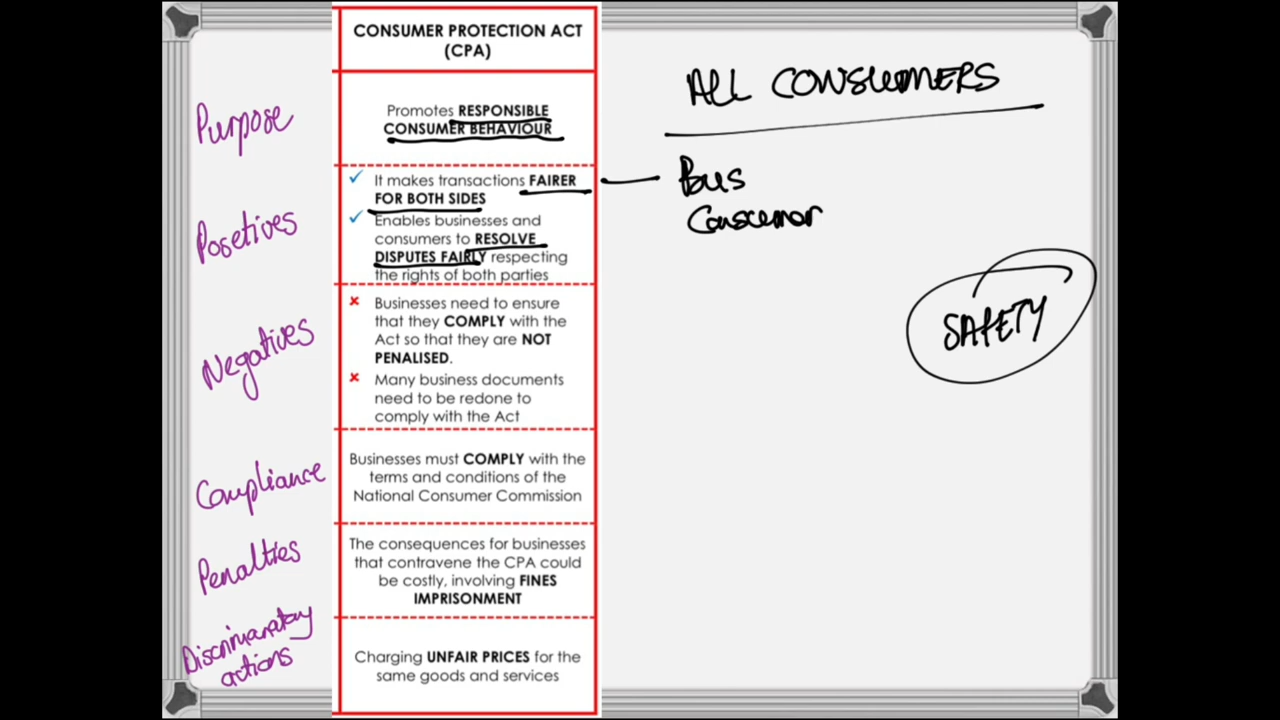 CONSUMER PROTECTION ACT
(CPA)
ALL CONSUMERS
Purpose
Promotes RESPONSIBLE
CONSUMER BEHAVIOUR
✓ It makes transactions FAIRER
FOR BOTH SIDES
Bus
Consumer
Posetives
✓ Enables businesses and
consumers to RESOLVE
DISPUTES FAIRLY respecting
the rights of both parties
SAFETY
Negatives
✘ Businesses need to ensure
that they COMPLY with the
Act so that they are NOT
PENALISED.
✘ Many business documents
need to be redone to
comply with the Act
Compliance
Businesses must COMPLY with the
terms and conditions of the
National Consumer Commission
Penalties
The consequences for businesses
that contravene the CPA could
be costly, involving FINES
IMPRISONMENT
Discriminatory
actions
Charging UNFAIR PRICES for the
same goods and services